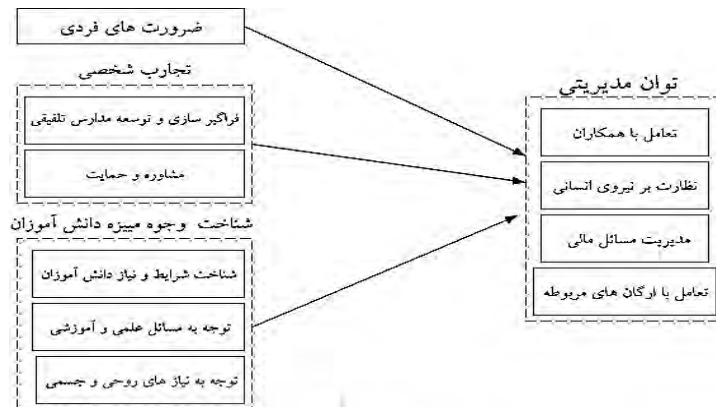 ضرورت های فردی
تجارب شخصی
فراگیر سازی و توسعه مدارس تلفیقی
مشاوره و حمایت
شناخت وجوه ممیزه دانش آموزان
شناخت شرایط و نیاز دانش آموزان
توجه به مسائل علمی و آموزشی
توجه به نیاز های روحی و جسمی
توان مدیریتی
تعامل با همکاران
نظارت بر نیروی انسانی
مدیریت مسائل مالی
تعامل با ارگان های مربوطه